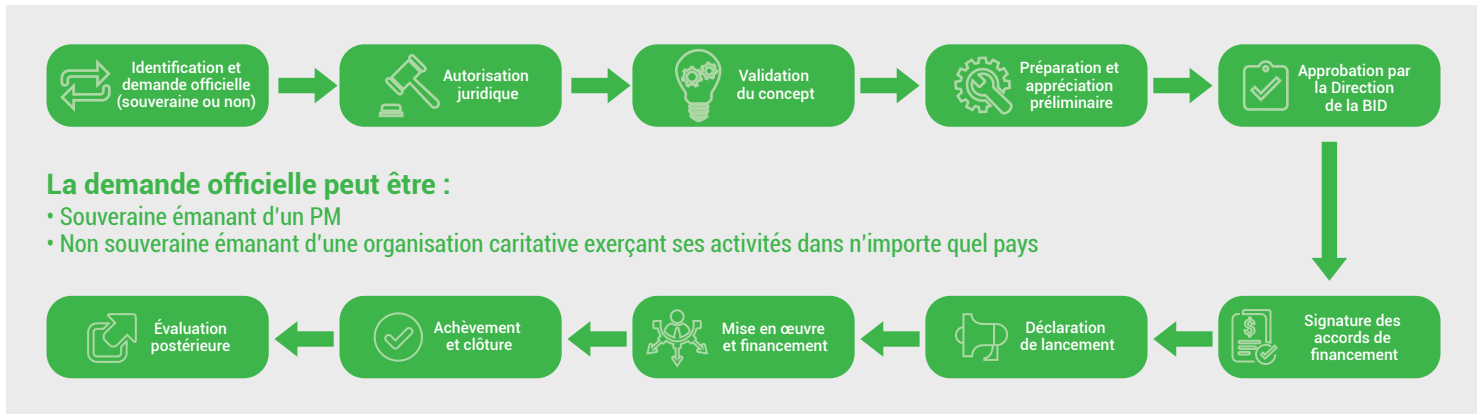 Identification et
demande officielle
(souveraine ou non)
Autorisation
juridique
Validation
du concept
Préparation et
appréciation
préliminaire
Approbation par
la Direction
de la BID
La demande officielle peut être :
• Souveraine émanant d'un PM
• Non souveraine émanant d'une organisation caritative exerçant ses activités dans n'importe quel pays
Signature des
accords de
financement
Déclaration
de lancement
Mise en œuvre
et financement
Achèvement
et clôture
Évaluation
postérieure